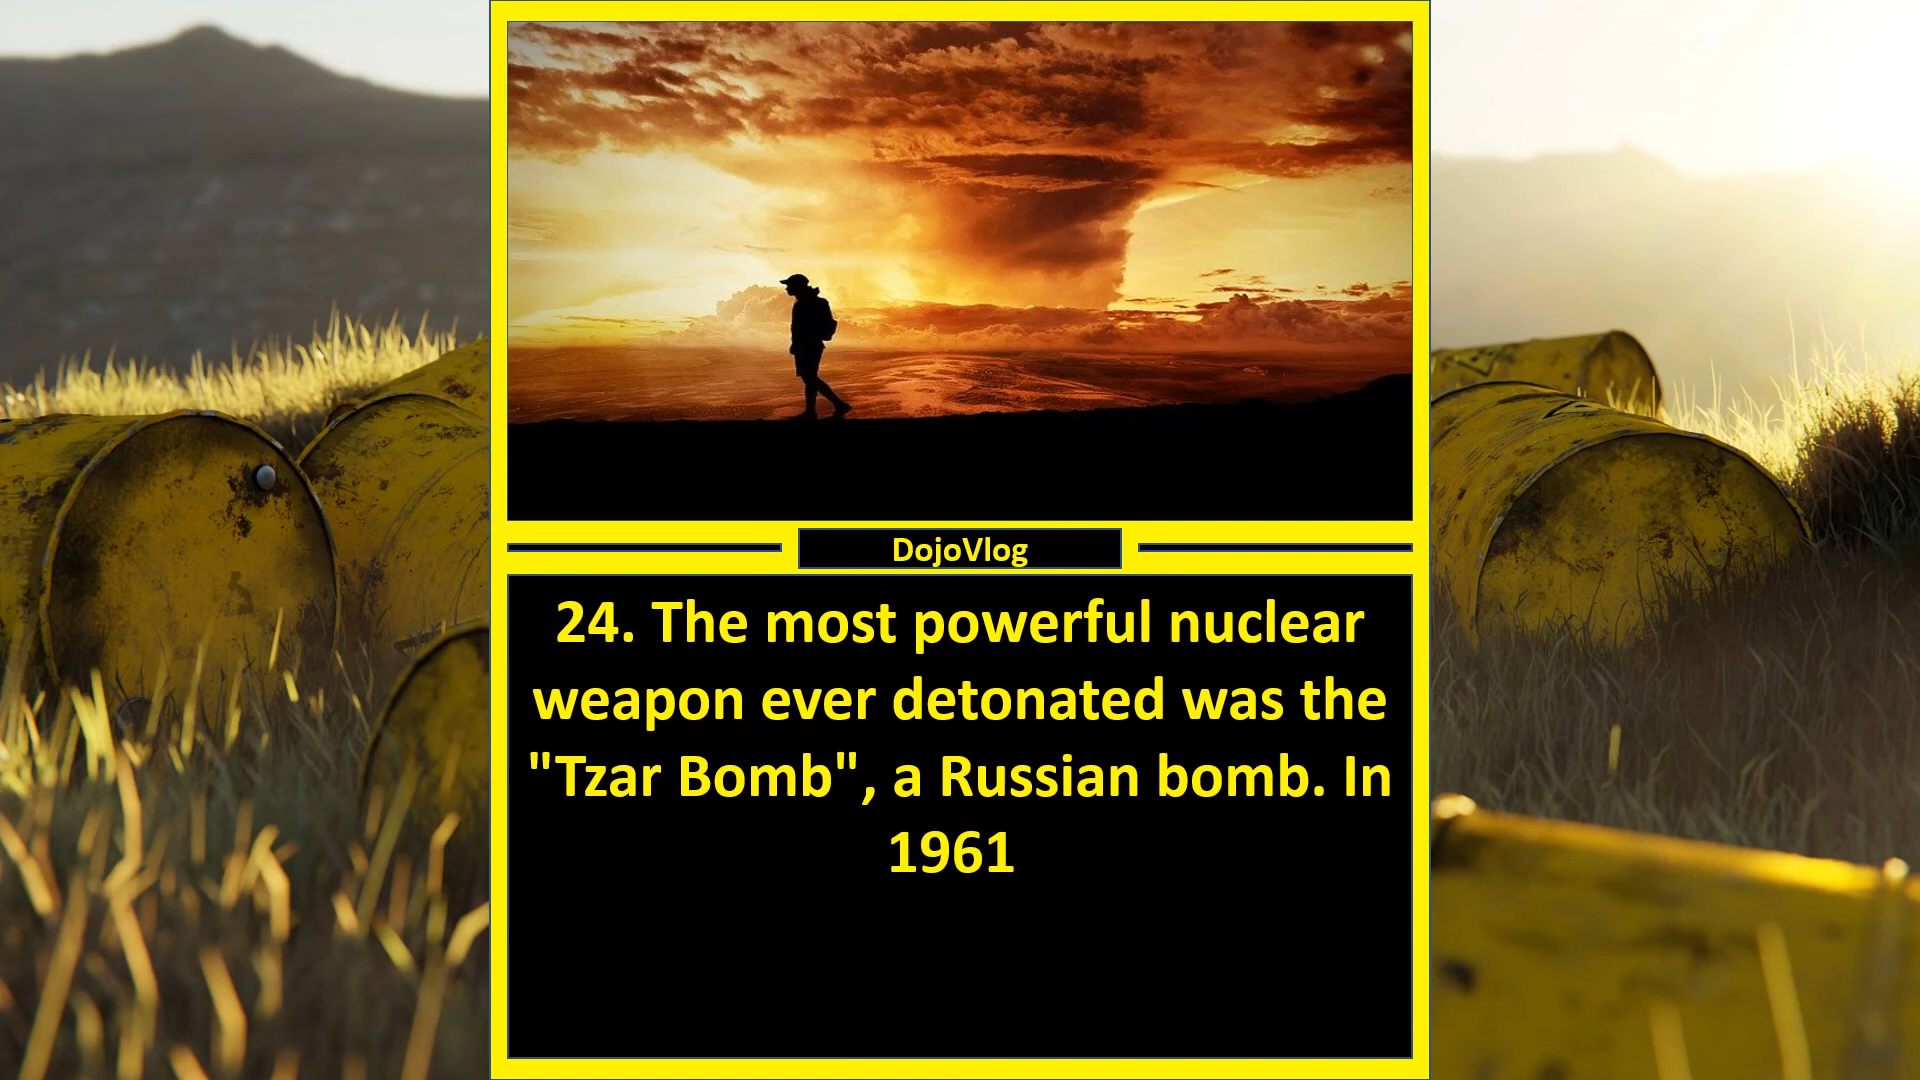 DojoVlog
24. The most powerful nuclear
weapon ever detonated was the
"Tzar Bomb", a Russian bomb. In
1961